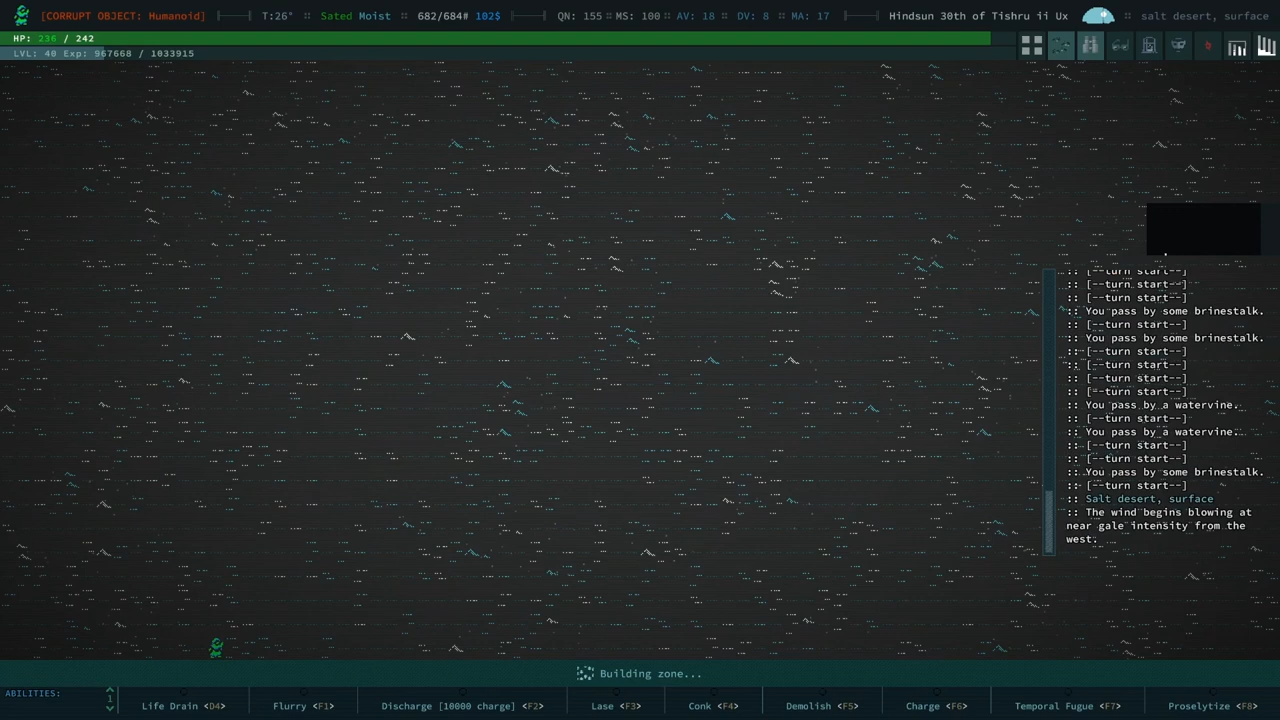 [CORRUPT OBJECT: Humanoid] T:26° Sated Moist 682/684# 102$ QN: 155 MS: 100 AV: 18 DV: 8 MA: 17 Hindsun 30th of Tishru ii Ux salt desert, surface
HP: 236 / 242
LVL: 40 Exp: 967668 / 1033915
:: [--turn start--]
:: [--turn start--]
:: [--turn start--]
:: You pass by some brinestalk.
:: [--turn start--]
:: You pass by some brinestalk.
:: [--turn start--]
:: [--turn start--]
:: [--turn start--]
:: [--turn start--]
:: You pass by a watervine.
:: [--turn start--]
:: You pass by a watervine.
:: [--turn start--]
:: [--turn start--]
:: You pass by some brinestalk.
:: [--turn start--]
:: Salt desert, surface
:: The wind begins blowing at
near gale intensity from the
west.
Building zone...
ABILITIES: 1 Life Drain <D4> Flurry <F1> Discharge [10000 charge] <F2> Lase <F3> Conk <F4> Demolish <F5> Charge <F6> Temporal Fugue <F7> Proselytize <F8>